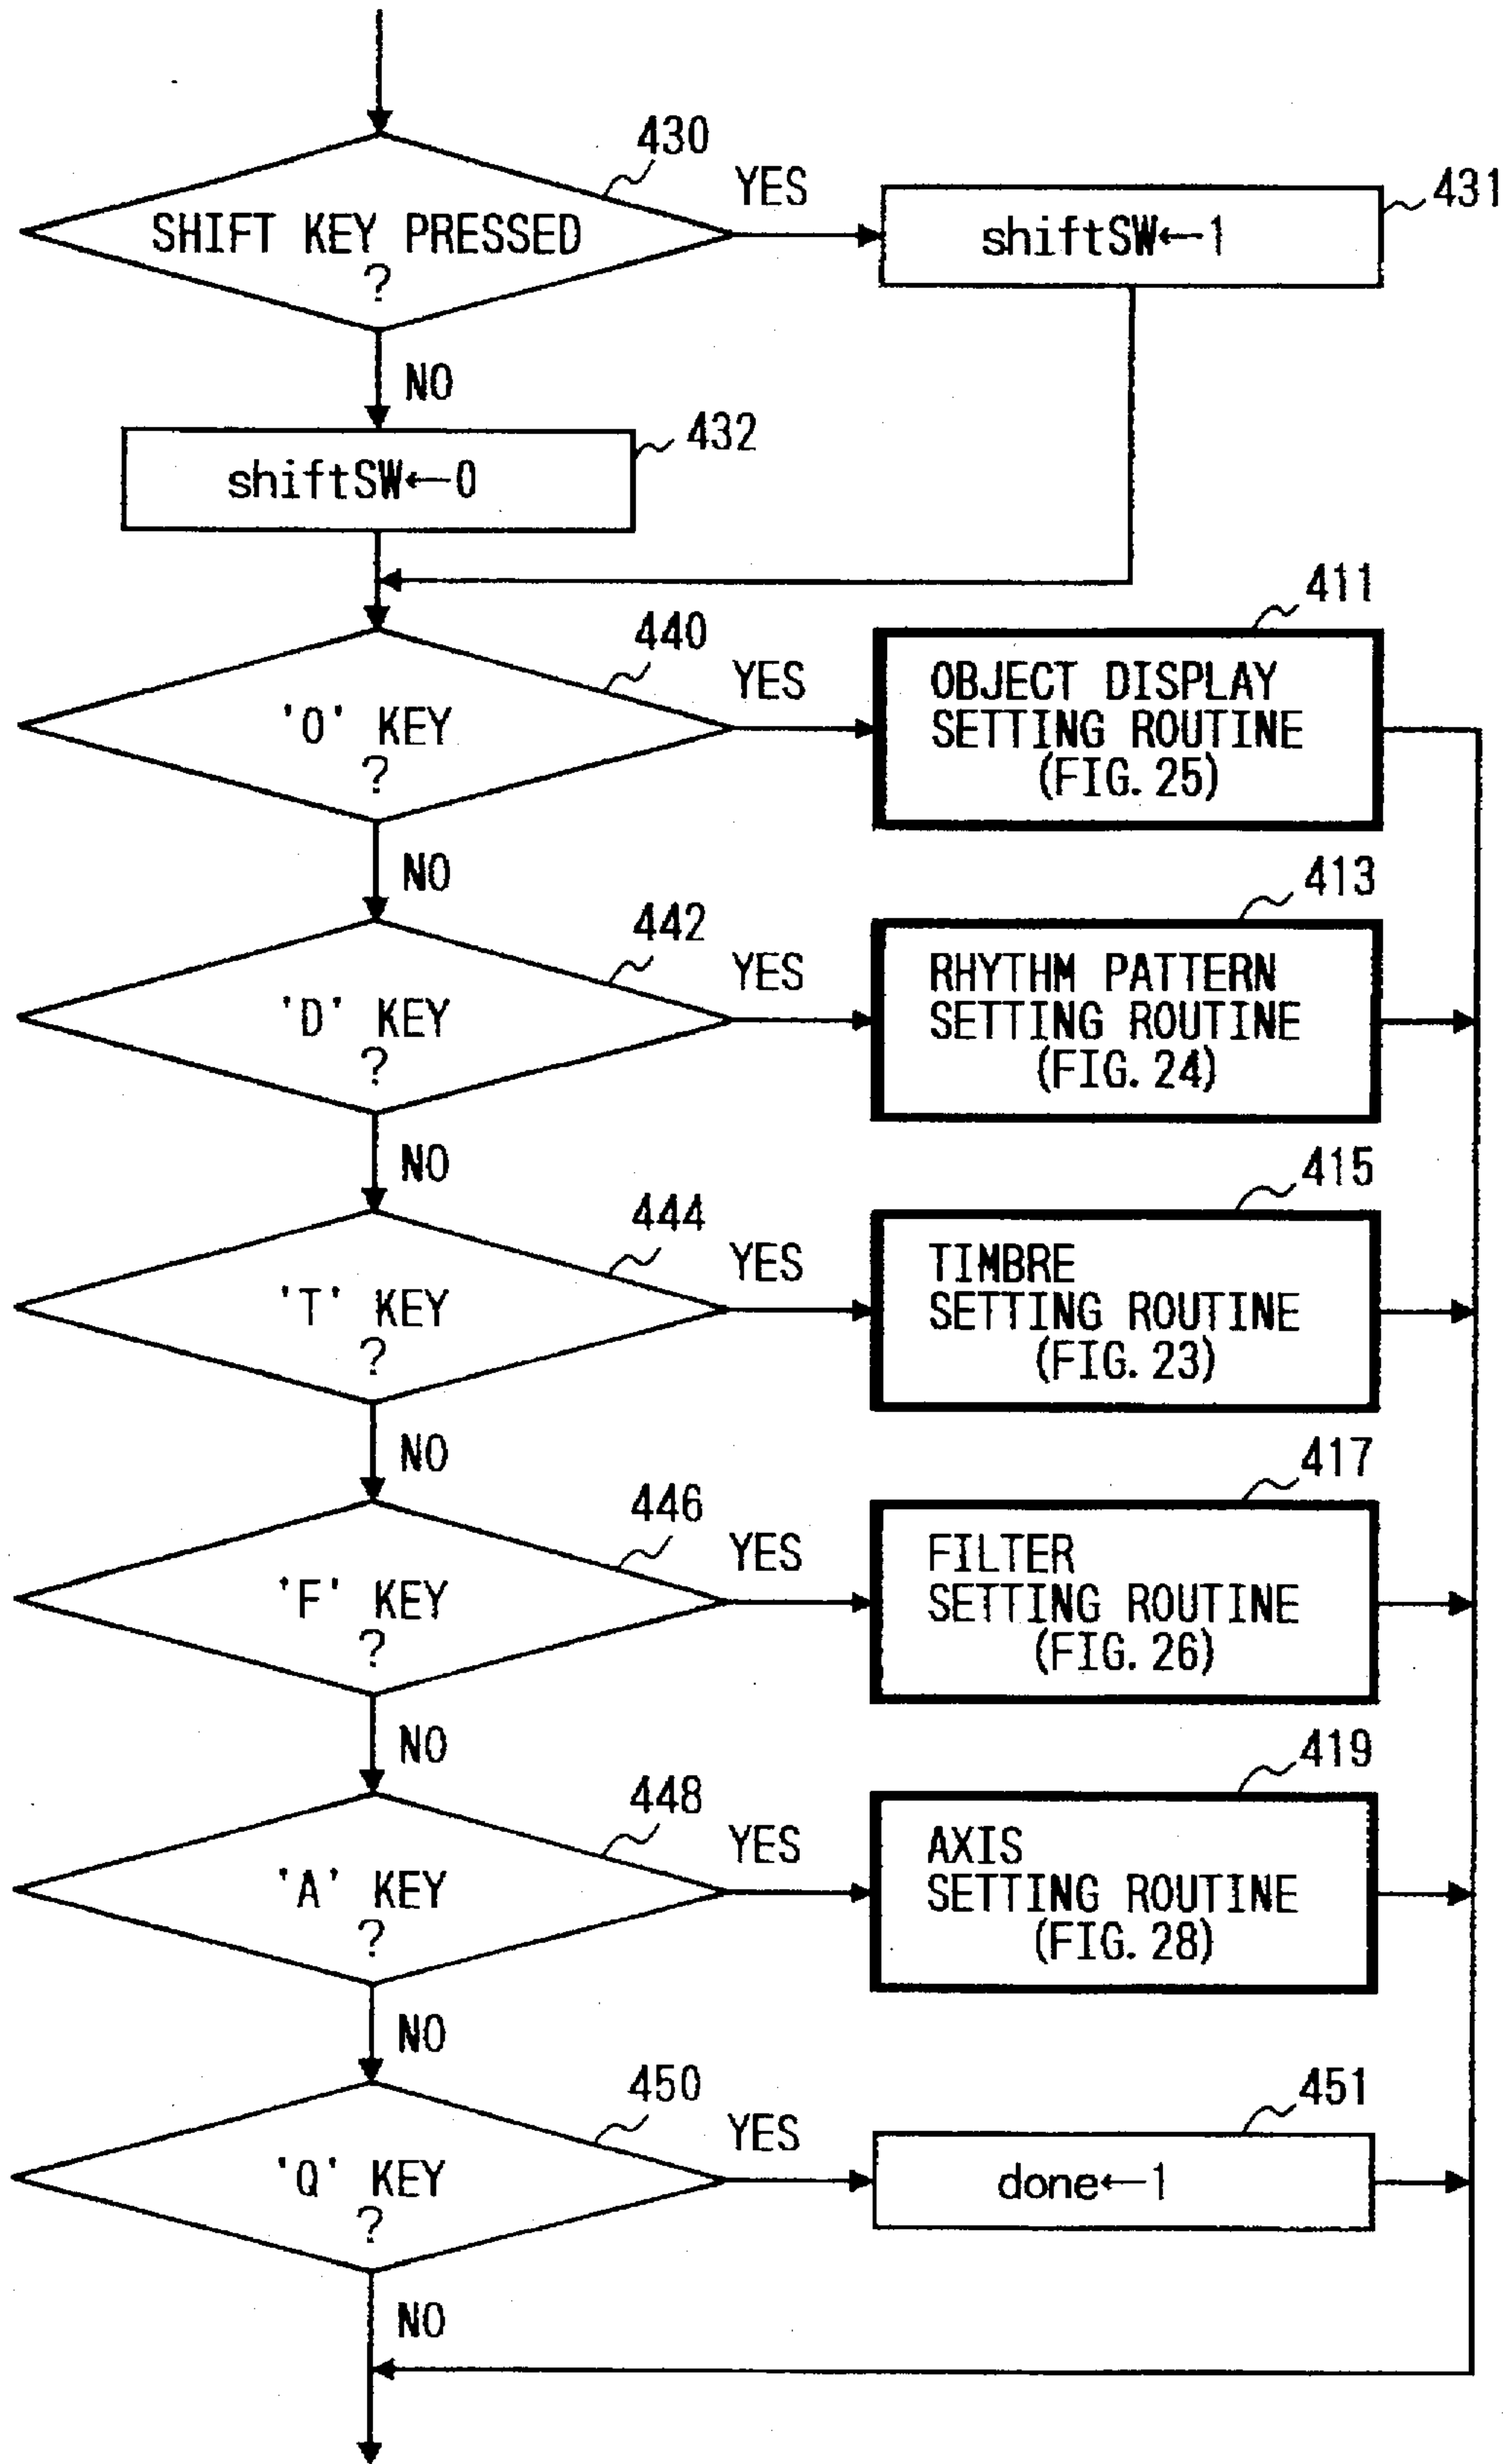 430
YES
431
SHIFT KEY PRESSED
?
shiftSW←1
NO
432
shiftSW←0
411
440
YES
OBJECT DISPLAY
SETTING ROUTINE
(FIG. 25)
'O' KEY
?
NO
413
442
YES
RHYTHM PATTERN
SETTING ROUTINE
(FIG. 24)
'D' KEY
?
NO
415
444
YES
TIMBRE
SETTING ROUTINE
(FIG. 23)
'T' KEY
?
NO
417
446
YES
FILTER
SETTING ROUTINE
(FIG. 26)
'F' KEY
?
NO
419
448
YES
AXIS
SETTING ROUTINE
(FIG. 28)
'A' KEY
?
NO
450
YES
451
'Q' KEY
?
done←1
NO